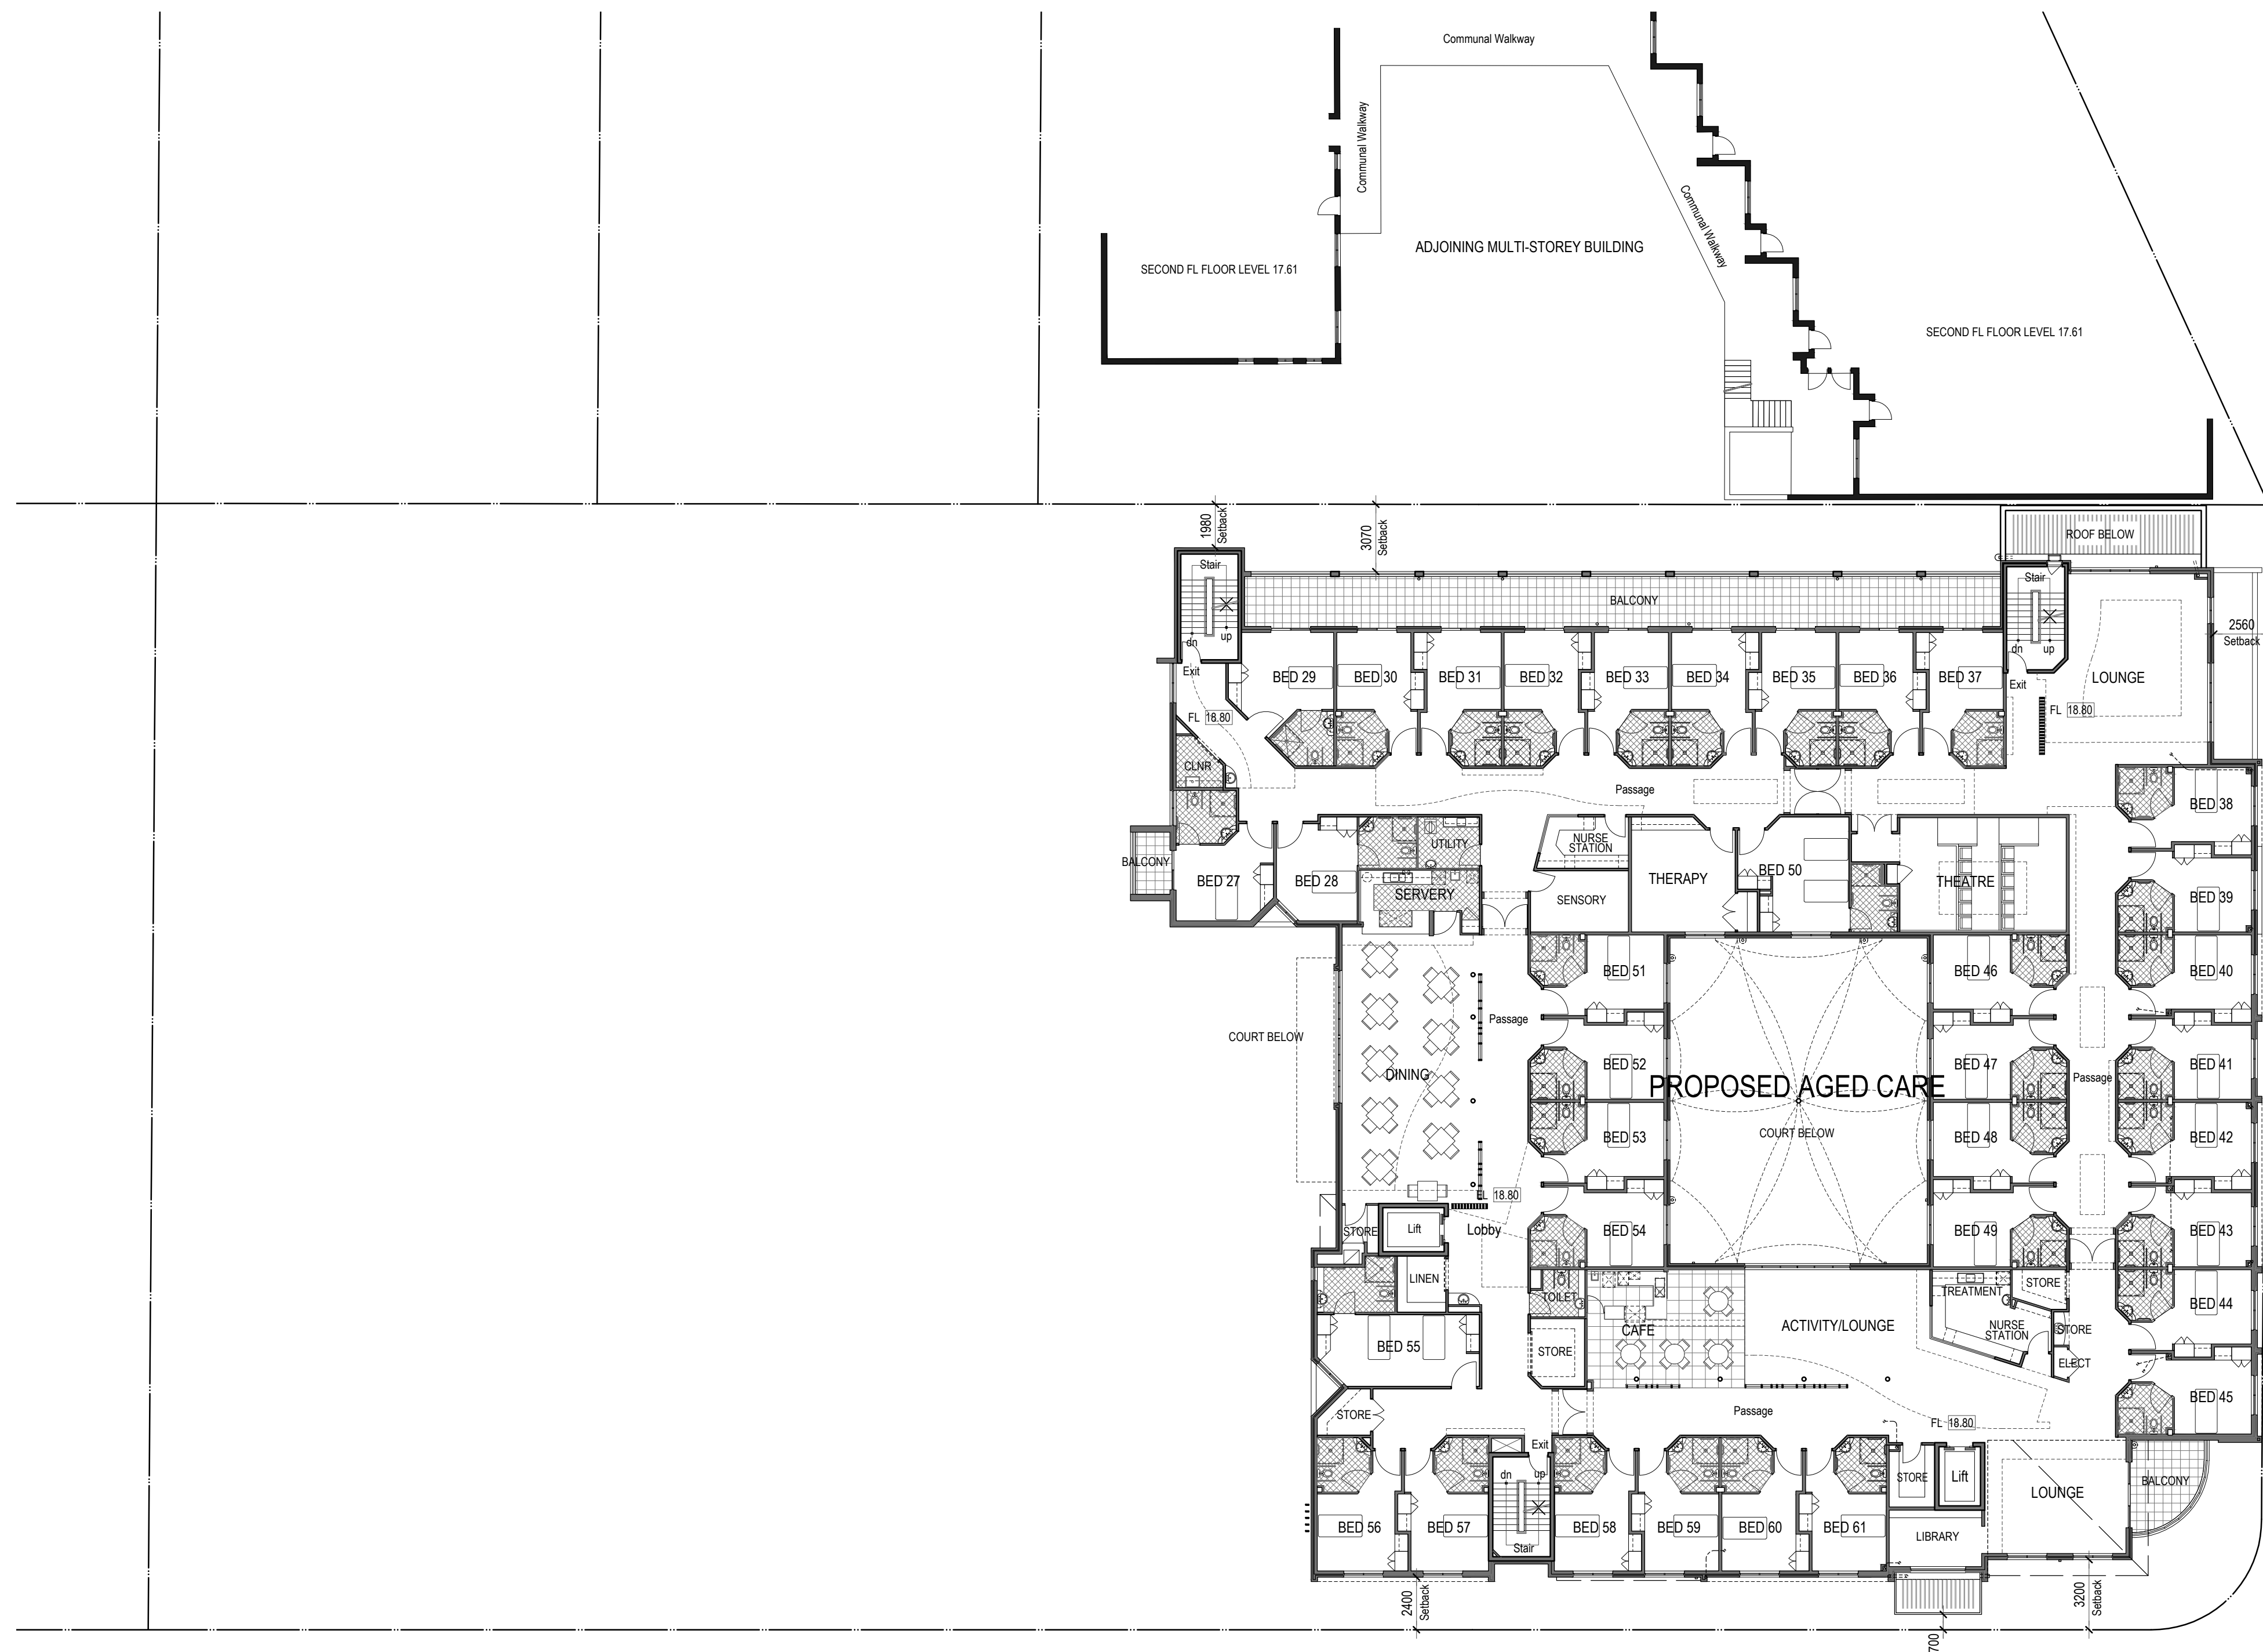 Communal Walkway
Communal Walkway
Communal Walkway
ADJOINING MULTI-STOREY BUILDING
SECOND FL FLOOR LEVEL 17.61
SECOND FL FLOOR LEVEL 17.61
1980
Setback
3070
Setback
ROOF BELOW
Stair
dn
up
Exit
BALCONY
Stair
dn
up
Exit
2560
Setback
LOUNGE
FL 18.80
BED 29
BED 30
BED 31
BED 32
BED 33
BED 34
BED 35
BED 36
BED 37
FL 18.80
CLNR
Passage
BED 38
BALCONY
BED 27
BED 28
UTILITY
SERVERY
NURSE
STATION
SENSORY
THERAPY
BED 50
THEATRE
BED 39
BED 51
BED 46
BED 40
Passage
COURT BELOW
DINING
BED 52
PROPOSED AGED CARE
BED 47
Passage
BED 41
BED 53
COURT BELOW
BED 48
BED 42
FL 18.80
STORE
Lift
Lobby
BED 54
BED 49
BED 43
LINEN
TOILET
TREATMENT
STORE
BED 44
BED 55
STORE
CAFE
ACTIVITY/LOUNGE
NURSE
STATION
STORE
ELECT
BED 45
STORE
Passage
FL 18.80
Exit
dn
up
Stair
STORE
Lift
LOUNGE
BALCONY
BED 56
BED 57
BED 58
BED 59
BED 60
BED 61
LIBRARY
2400
Setback
3200
Setback
700